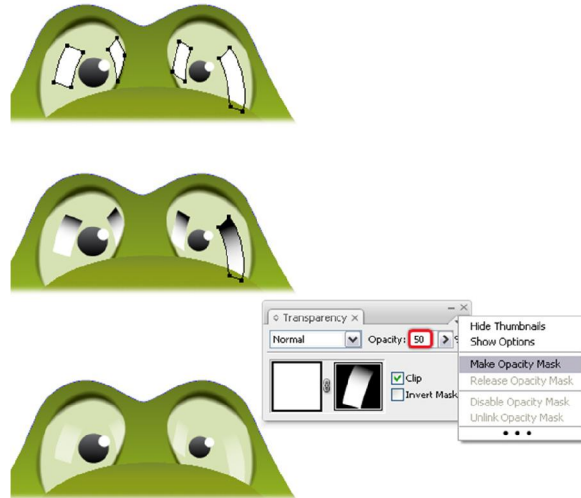 Transparency ×
Normal Opacity: 50 %
Clip
Invert Mask
Hide Thumbnails
Show Options
Make Opacity Mask
Release Opacity Mask
Disable Opacity Mask
Unlink Opacity Mask